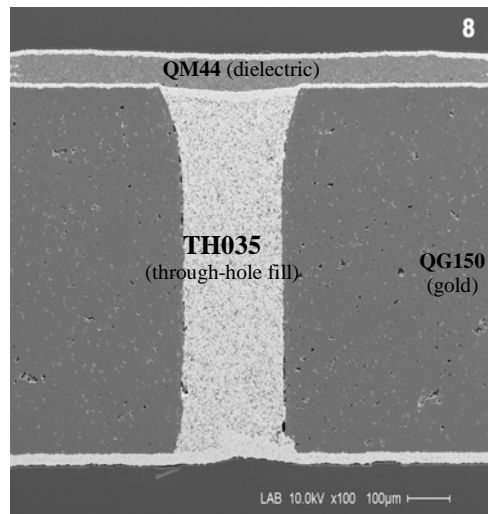 8
QM44 (dielectric)
TH035
(through-hole fill)
QG150
(gold)
LAB 10.0kV x100 100µm